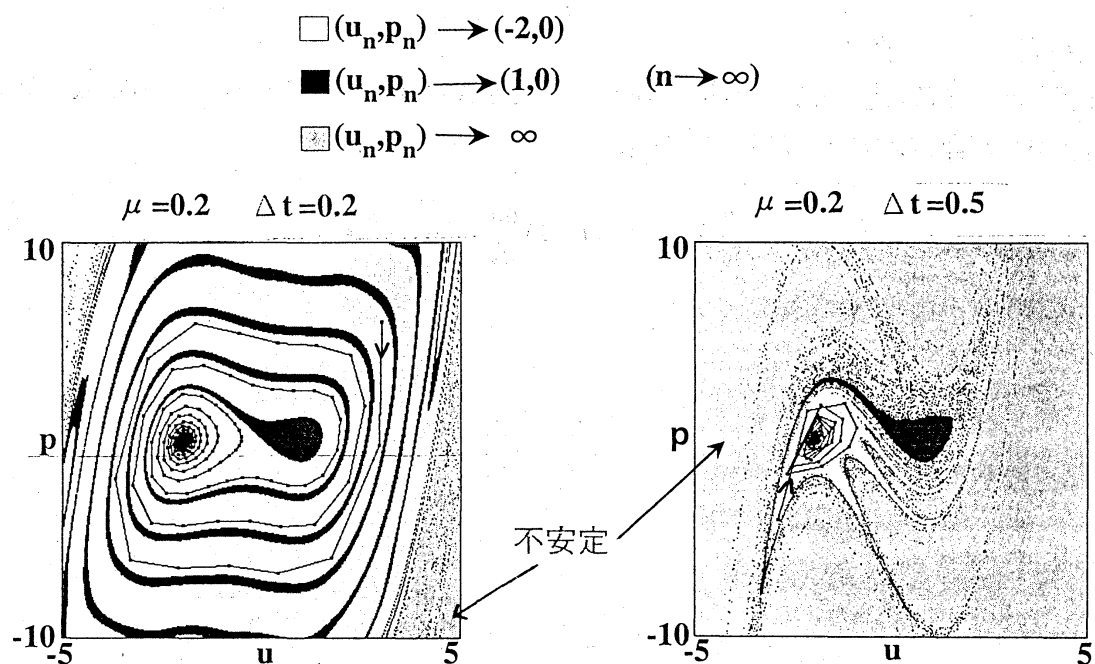 (u_n,p_n) → (-2,0)
(u_n,p_n) → (1,0) (n→∞)
(u_n,p_n) → ∞
μ=0.2 Δt=0.2
μ=0.2 Δt=0.5
10
p
-10
-5
u
5
10
p
-10
-5
u
5
不安定